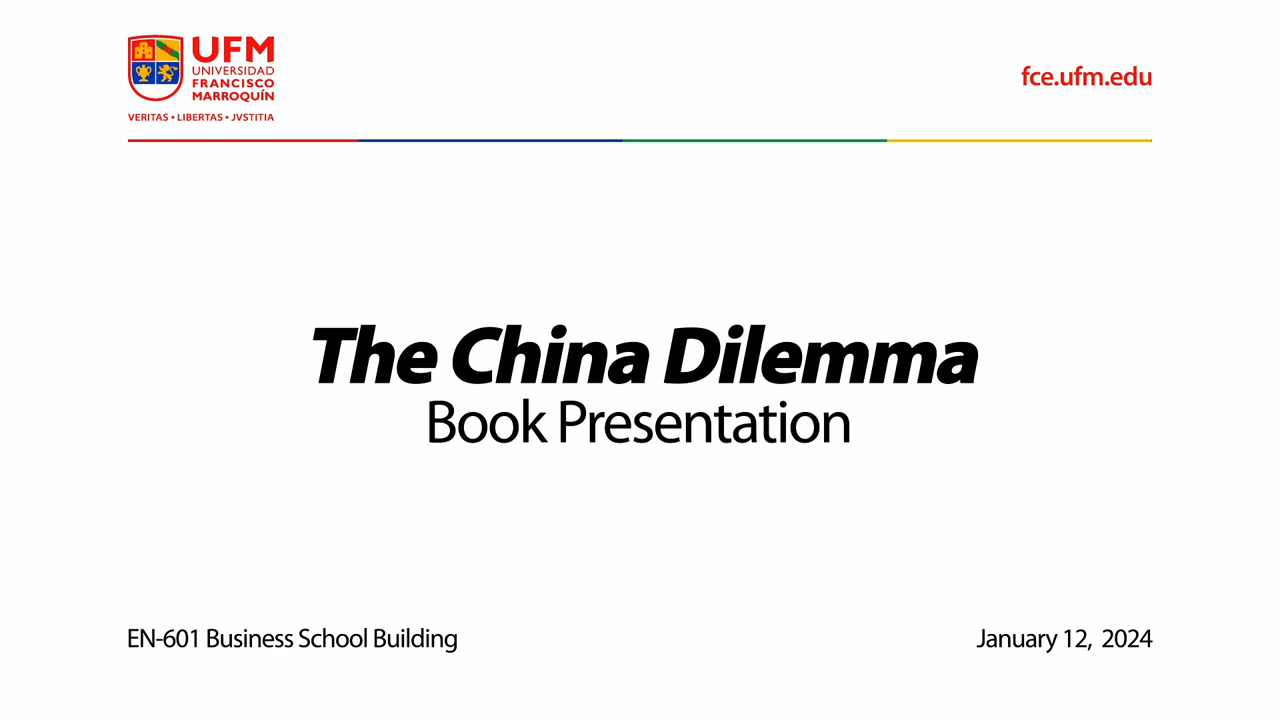 UFM
UNIVERSIDAD
FRANCISCO
MARROQUÍN
VERITAS • LIBERTAS • JVSTITIA
fce.ufm.edu
The China Dilemma
Book Presentation
EN-601 Business School Building
January 12, 2024